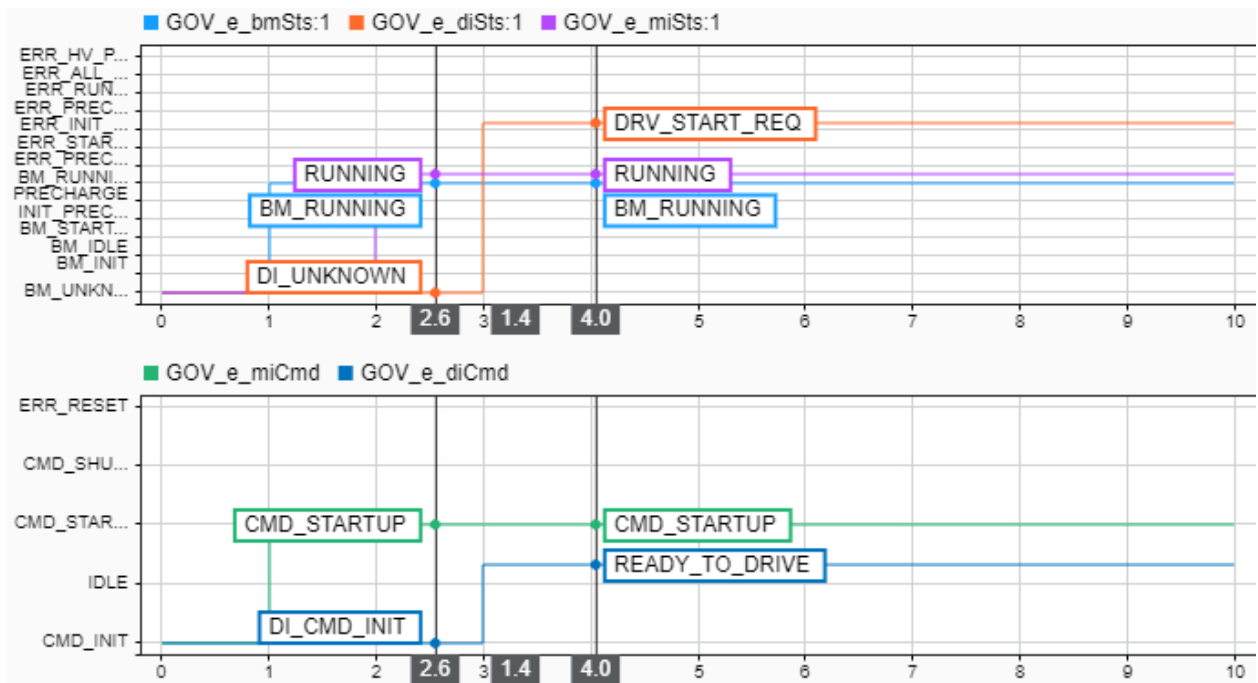 GOV_e_bmSts:1 GOV_e_diSts:1 GOV_e_miSts:1
ERR_HV_P...
ERR_ALL_...
ERR_RUN...
ERR_PREC...
ERR_INIT_...
ERR_STAR...
ERR_PREC...
BM_RUNNI...
PRECHARGE
INIT_PREC...
BM_START...
BM_IDLE
BM_INIT
BM_UNKN...
DRV_START_REQ
RUNNING RUNNING
BM_RUNNING BM_RUNNING
DI_UNKNOWN
0 1 2 2.6 3 1.4 4.0 5 6 7 8 9 10
GOV_e_miCmd GOV_e_diCmd
ERR_RESET
CMD_SHU...
CMD_STAR...
IDLE
CMD_INIT
CMD_STARTUP CMD_STARTUP
READY_TO_DRIVE
DI_CMD_INIT
0 1 2 2.6 3 1.4 4.0 5 6 7 8 9 10